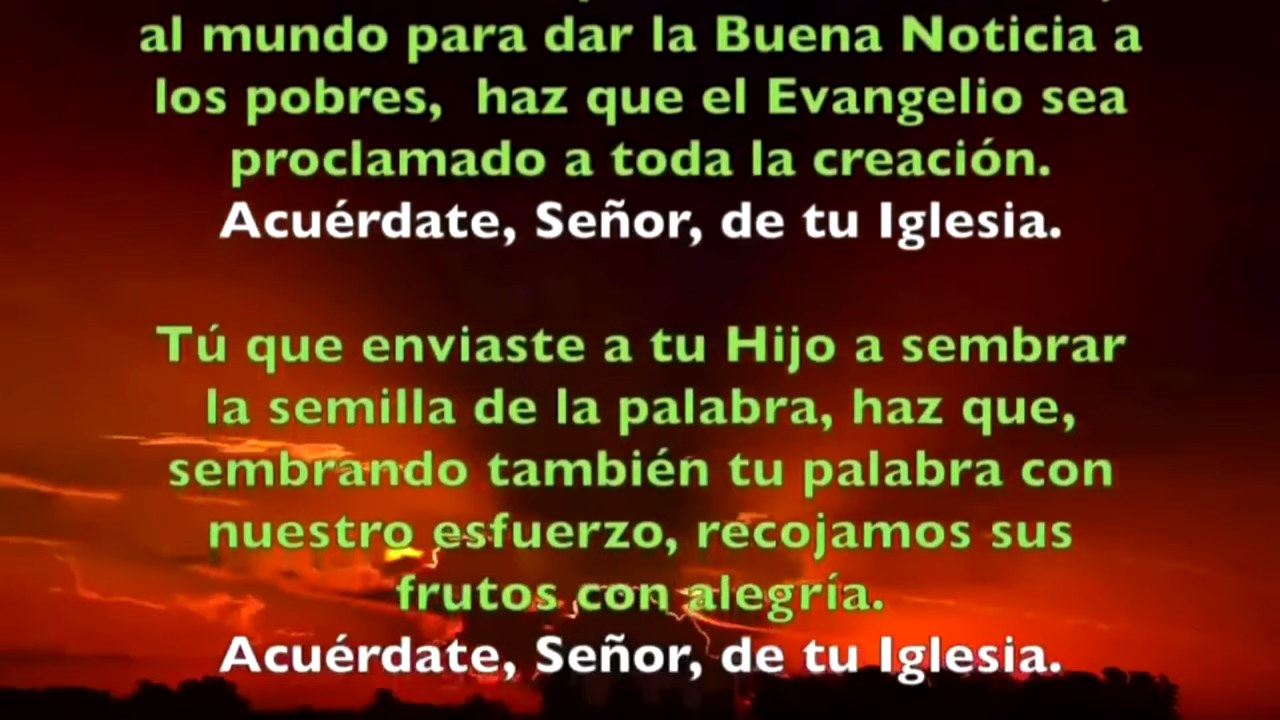 al mundo para dar la Buena Noticia a
los pobres, haz que el Evangelio sea
proclamado a toda la creación.
Acuérdate, Señor, de tu Iglesia.
Tú que enviaste a tu Hijo a sembrar
la semilla de la palabra, haz que,
sembrando también tu palabra con
nuestro esfuerzo, recojamos sus
frutos con alegría.
Acuérdate, Señor, de tu Iglesia.